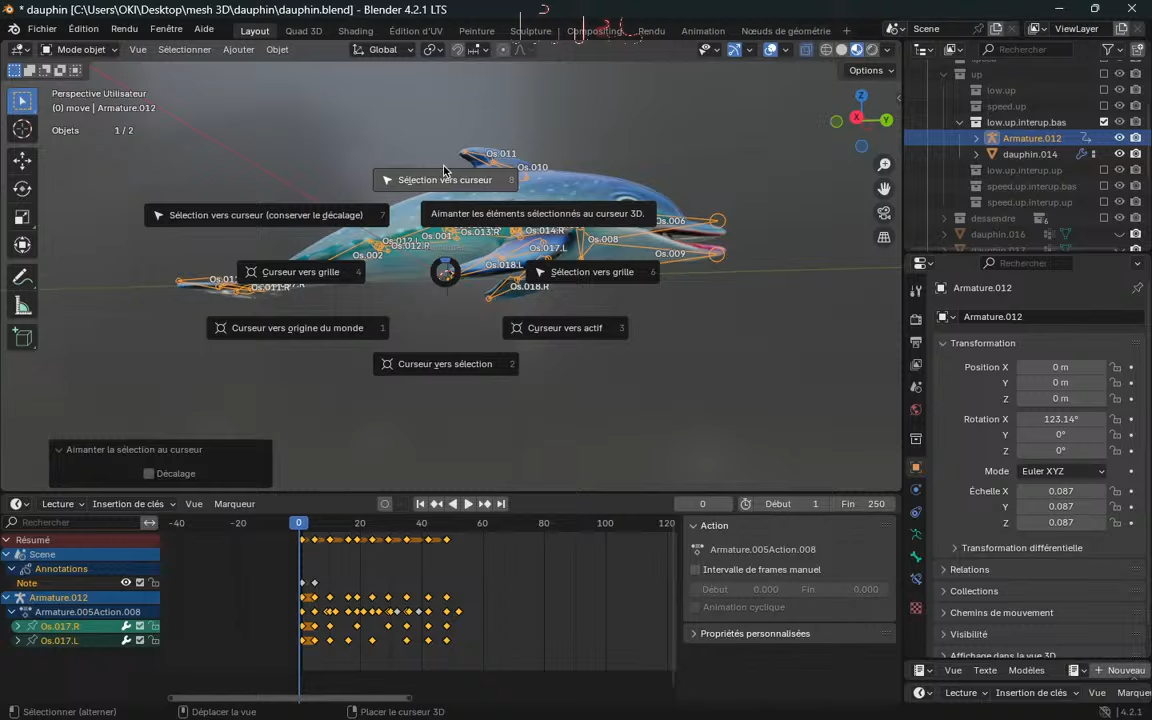 * dauphin [C:\Users\OKI\Desktop\mesh 3D\dauphin\dauphin.blend] - Blender 4.2.1 LTS
Fichier Édition Rendu Fenêtre Aide Layout Quad 3D Shading Édition d'UV Peinture Sculpture Compositing Rendu Animation Nœuds de géométrie + Scene ViewLayer
Mode objet Vue Sélectionner Ajouter Objet Global Rechercher
Options
Perspective Utilisateur
(0) move | Armature.012
Objets 1 / 2
Z
X
Y
up
low.up
speed.up
low.up.interup.bas
Armature.012
dauphin.014
low.up.interup.up
speed.up.interup.bas
speed.up.interup.up
dessendre 6
dauphin.016
Os.011
Os.010
Os.006
Os.008
Os.009
Os.001
Os.013.R
Os.014.R
Os.012.R
Os.002
Os.017.L
Os.018.L
Os.018.R
Sélection vers curseur 8
Sélection vers curseur (conserver le décalage) 7
Aimanter les éléments sélectionnés au curseur 3D.
Curseur vers grille 4
Sélection vers grille 6
Curseur vers origine du monde 1
Curseur vers actif 3
Curseur vers sélection 2
Aimanter la sélection au curseur
Décalage
Rechercher
Armature.012
Armature.012
Transformation
Position X 0 m
Y 0 m
Z 0 m
Rotation X 123.14°
Y 0°
Z 0°
Mode Euler XYZ
Échelle X 0.087
Y 0.087
Z 0.087
Transformation différentielle
Relations
Collections
Chemins de mouvement
Visibilité
Affichage dans la vue 3D
Vue Texte Modèles + Nouveau
Lecture Insertion de clés Vue Marque
Lecture Insertion de clés Vue Marqueur 0 Début 1 Fin 250
Rechercher -40 -20 0 20 40 60 80 100 120
Résumé
Scene
Annotations
Note
Armature.012
Armature.005Action.008
Os.017.R
Os.017.L
Action
Armature.005Action.008
Intervalle de frames manuel
Début 0.000 Fin 0.000
Animation cyclique
Propriétés personnalisées
Sélectionner (alterner) Déplacer la vue Placer le curseur 3D 4.2.1